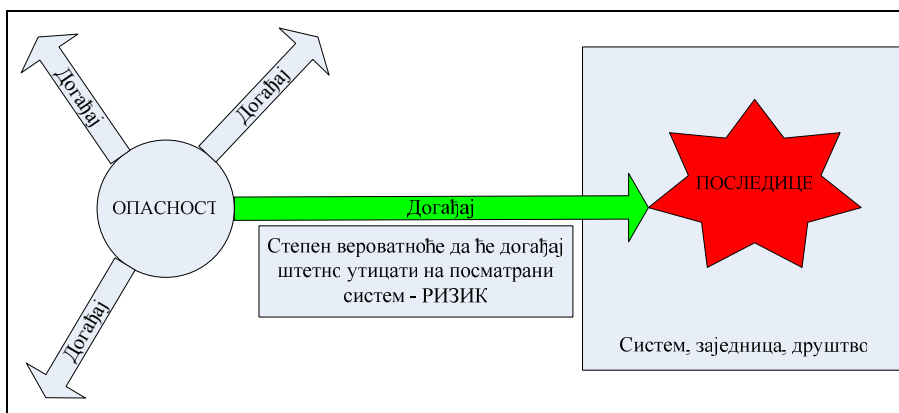 Догађај
Догађај
ОПАСНОСТ
Догађај
ПОСЛЕДИЦЕ
Догађај
Степен вероватноће да ће догађај
штетно утицати на посматрани
систем - РИЗИК
Систем, заједница, друштво